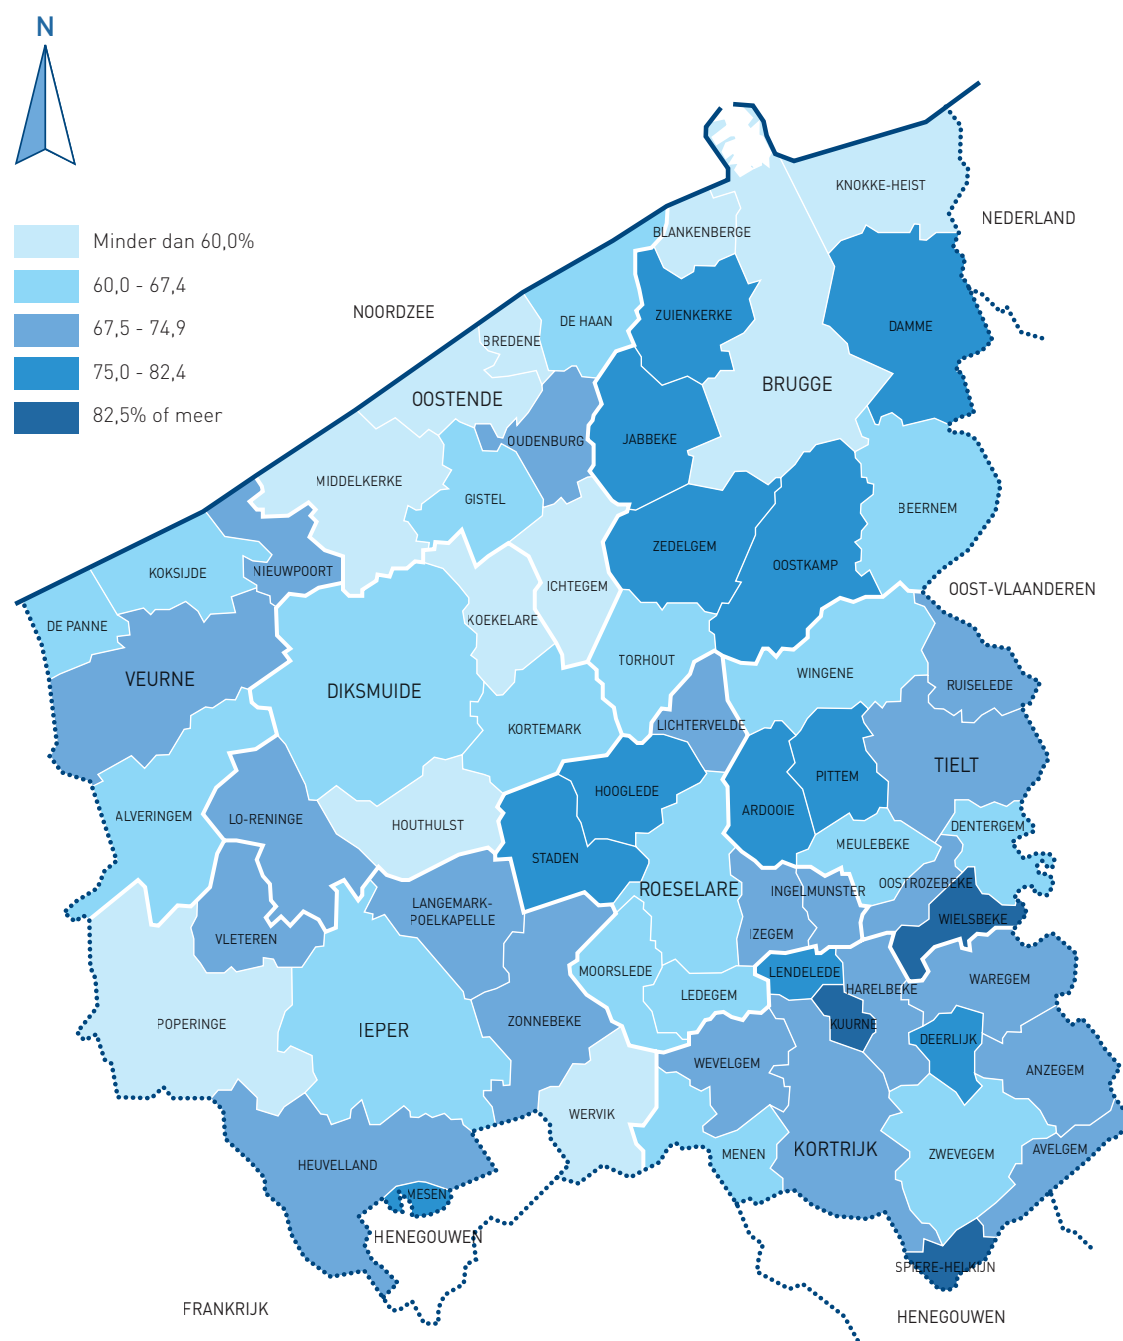 N
Minder dan 60,0%
60,0 - 67,4
67,5 - 74,9
75,0 - 82,4
82,5% of meer
NOORDZEE
NEDERLAND
OOST-VLAANDEREN
KNOKKE-HEIST
BLANKENBERGE
ZUIENKERKE
DAMME
DE HAAN
BREDENE
BRUGGE
OOSTENDE
OUDENBURG
JABBEKE
MIDDELKERKE
GISTEL
BEERNEM
ZEDELGEM
OOSTKAMP
KOKSIJDE
NIEUWPOORT
ICHTEGEM
DE PANNE
KOEKELARE
VEURNE
DIKSMUIDE
TORHOUT
WINGENE
RUISELEDE
KORTEMARK
LICHTERVELDE
TIELT
PITTEM
HOOGLEDE
ARDOOIE
ALVERINGEM
LO-RENINGE
HOUTHULST
DENTERGEM
MEULEBEKE
STADEN
ROESELARE
INGELMUNSTER
OOSTROZEBEKE
LANGEMARK-
POELKAPELLE
WIELSBEKE
VLETEREN
IZEGEM
MOORSLEDE
LENDELEDE
HARELBEKE
WAREGEM
LEDEGEM
POPERINGE
IEPER
ZONNEBEKE
KUURNE
DEERLIJK
WEVELGEM
ANZEGEM
WERVIK
MENEN
KORTRIJK
ZWEVEGEM
AVELGEM
HEUVELLAND
MESEN
HENEGOUWEN
SPIERE-HELKIJN
FRANKRIJK
HENEGOUWEN